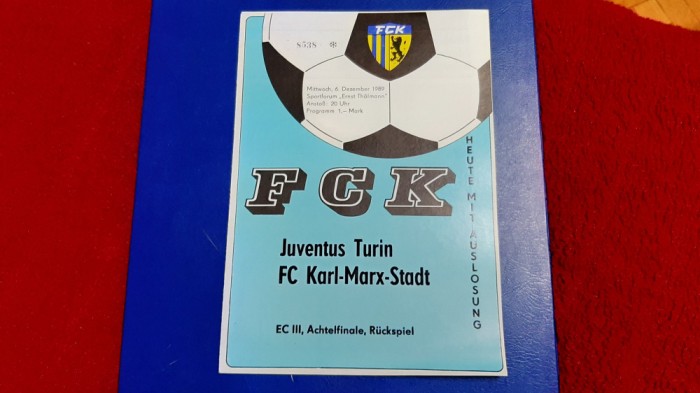 FCK
8538 *
Mittwoch, 6. Dezember 1989
Sportforum „Ernst Thälmann“
Anstoß: 20 Uhr
Programm: 1,— Mark
FCK
HEUTE MIT AUSLOSUNG
Juventus Turin
FC Karl-Marx-Stadt
EC III, Achtelfinale, Rückspiel